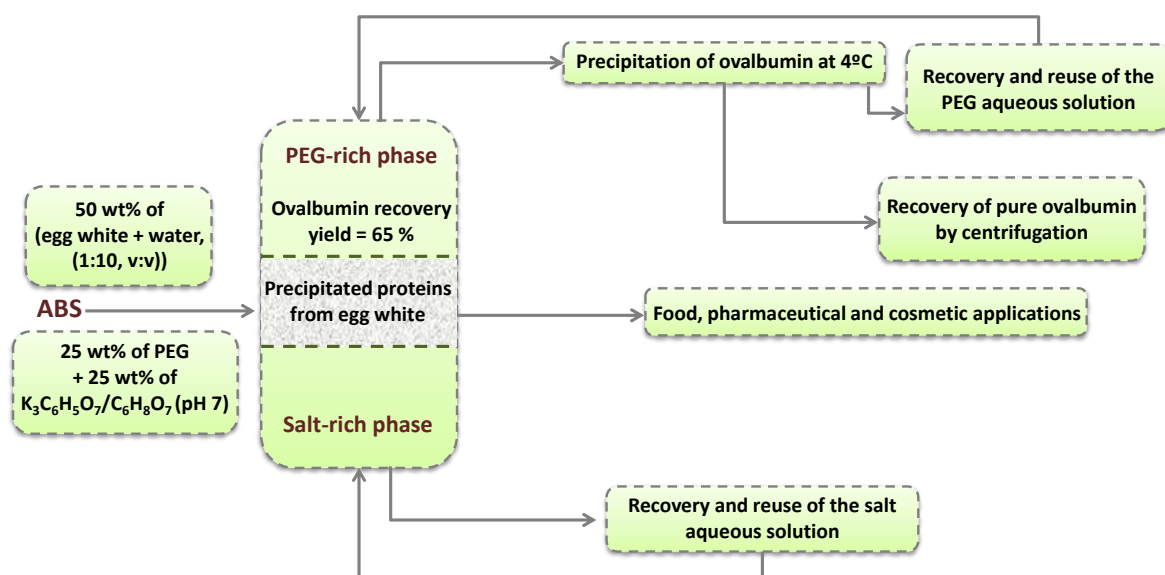 50 wt% of
(egg white + water,
(1:10, v:v))
ABS
25 wt% of PEG
+ 25 wt% of
K₃C₆H₅O₇/C₆H₈O₇ (pH 7)
PEG-rich phase
Ovalbumin recovery
yield = 65 %
Precipitated proteins
from egg white
Salt-rich phase
Precipitation of ovalbumin at 4ºC
Recovery and reuse of the
PEG aqueous solution
Recovery of pure ovalbumin
by centrifugation
Food, pharmaceutical and cosmetic applications
Recovery and reuse of the salt
aqueous solution